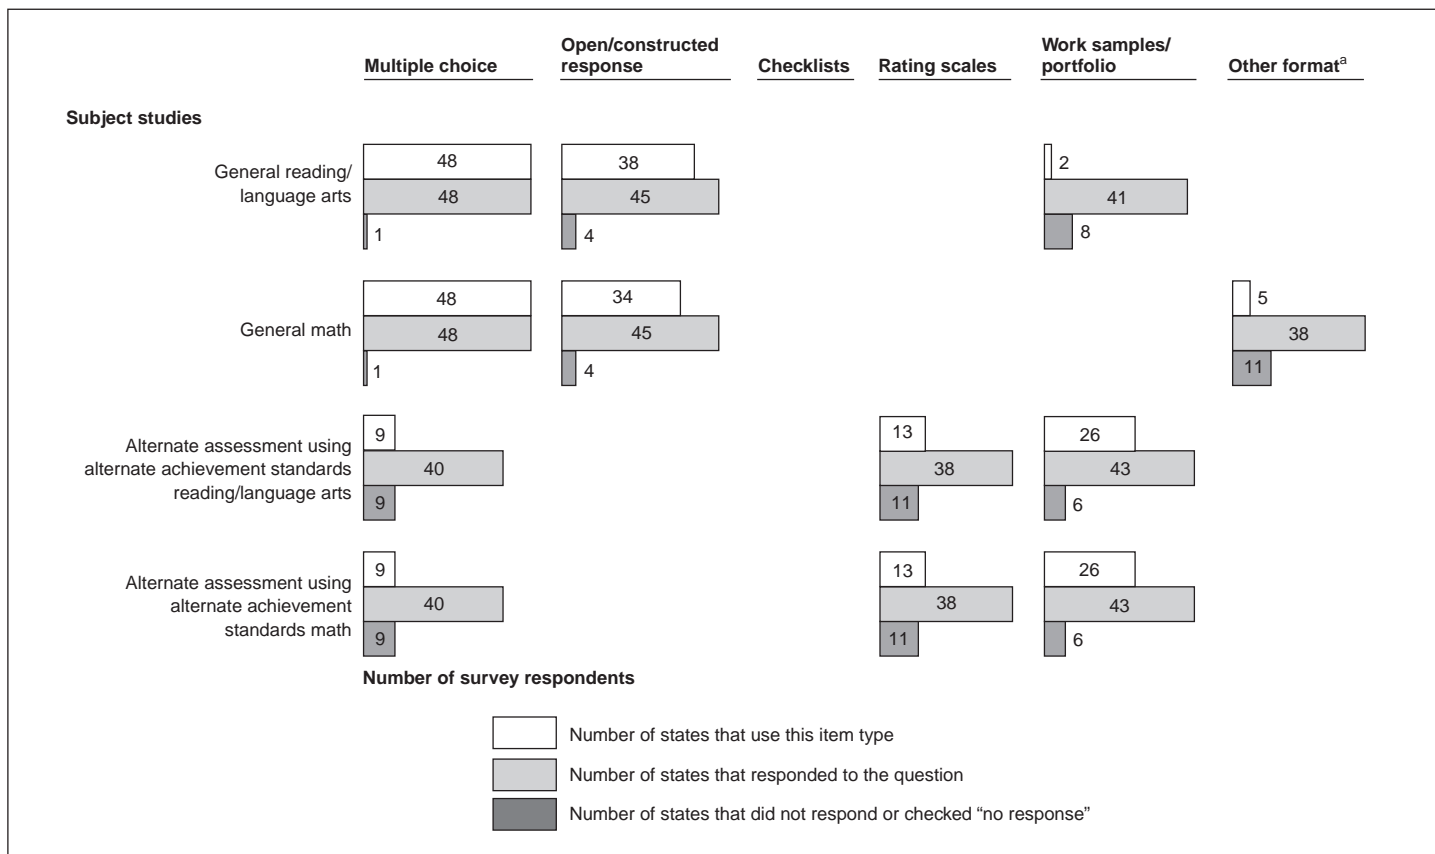 Multiple choice
Open/constructed
response
Checklists
Rating scales
Work samples/
portfolio
Other formatᵃ
Subject studies
General reading/
language arts
48
48
1
38
45
4
2
41
8
General math
48
48
1
34
45
4
5
38
11
Alternate assessment using
alternate achievement standards
reading/language arts
9
40
9
13
38
11
26
43
6
Alternate assessment using
alternate achievement
standards math
9
40
9
13
38
11
26
43
6
Number of survey respondents
Number of states that use this item type
Number of states that responded to the question
Number of states that did not respond or checked “no response”